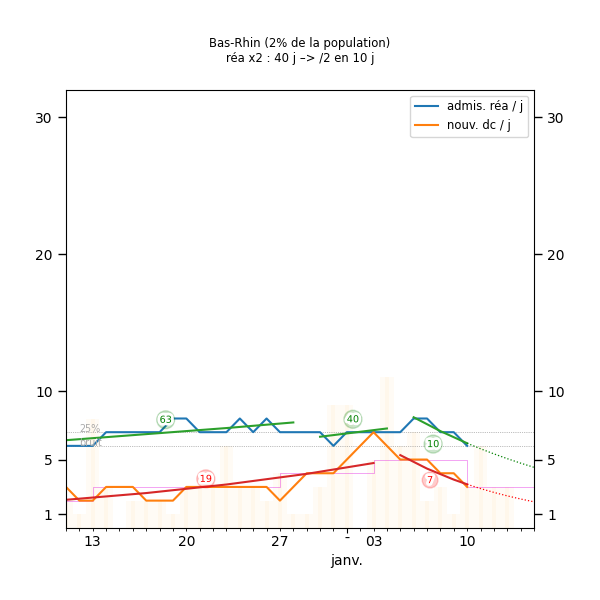 Bas-Rhin (2% de la population)
réa x2 : 40 j –> /2 en 10 j
admis. réa / j
nouv. dc / j
30 30
20 20
10 10
5 5
1 1
25%
63
40
10
19
7
13 20 27 - 03 10
janv.